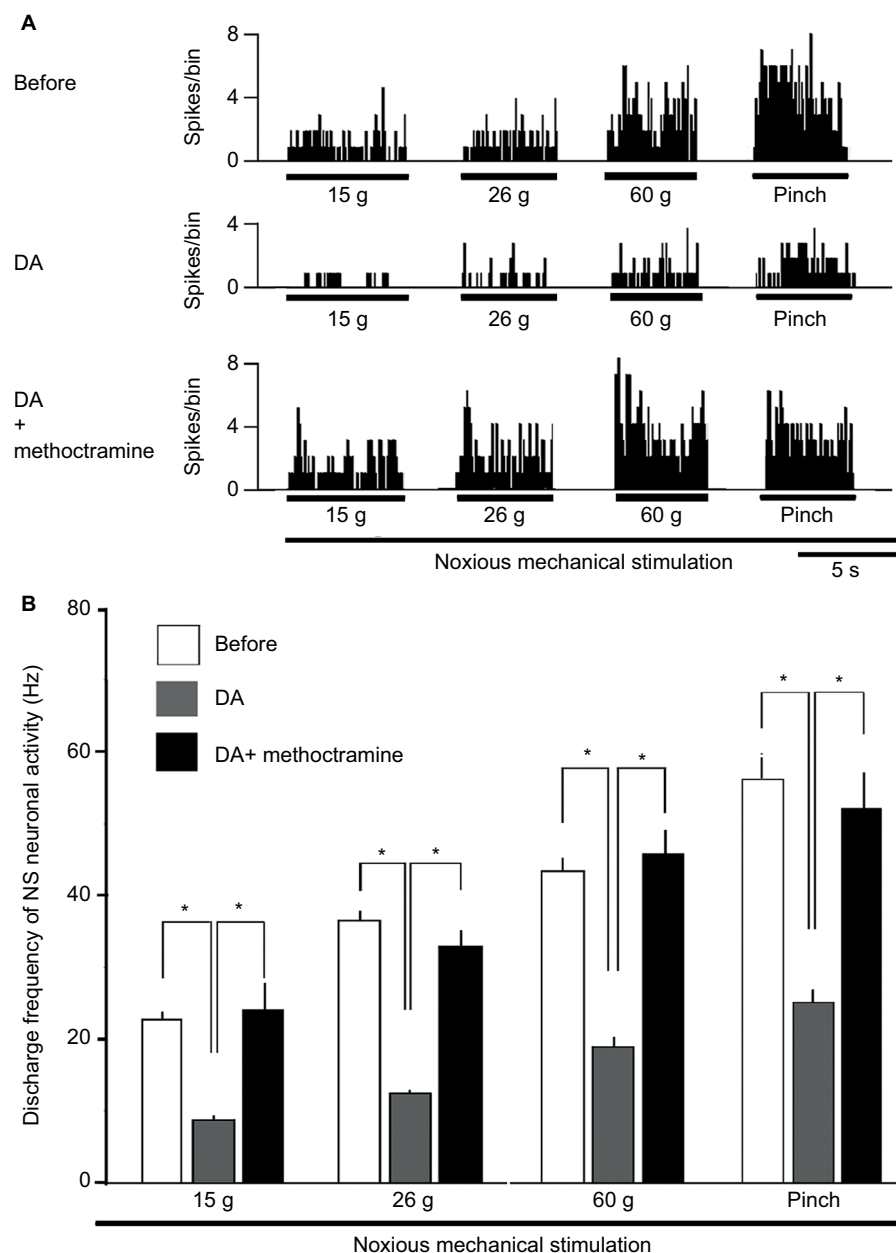 A
Before
Spikes/bin
8
4
0
15 g
26 g
60 g
Pinch
DA
Spikes/bin
4
0
15 g
26 g
60 g
Pinch
DA
+
methoctramine
Spikes/bin
8
4
0
15 g
26 g
60 g
Pinch
Noxious mechanical stimulation
5 s
B
Discharge frequency of NS neuronal activity (Hz)
80
60
40
20
0
Before
DA
DA+ methoctramine
* *
* *
* *
* *
15 g
26 g
60 g
Pinch
Noxious mechanical stimulation